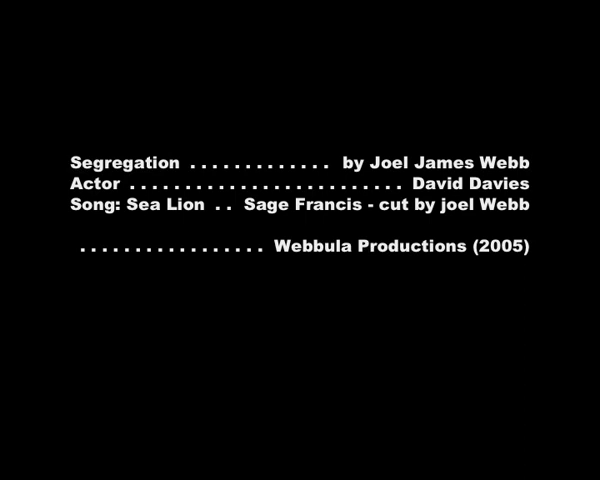 Segregation . . . . . . . . . . . . . by Joel James Webb
Actor . . . . . . . . . . . . . . . . . . . . . . . . . David Davies
Song: Sea Lion . . Sage Francis - cut by joel Webb
. . . . . . . . . . . . . . . . . Webbula Productions (2005)